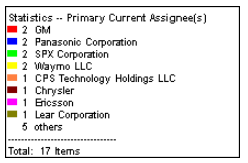 Statistics -- Primary Current Assignee(s)
2 GM
2 Panasonic Corporation
2 SPX Corporation
2 Waymo LLC
1 CPS Technology Holdings LLC
1 Chrysler
1 Ericsson
1 Lear Corporation
5 others
--------------------------------
Total: 17 Items